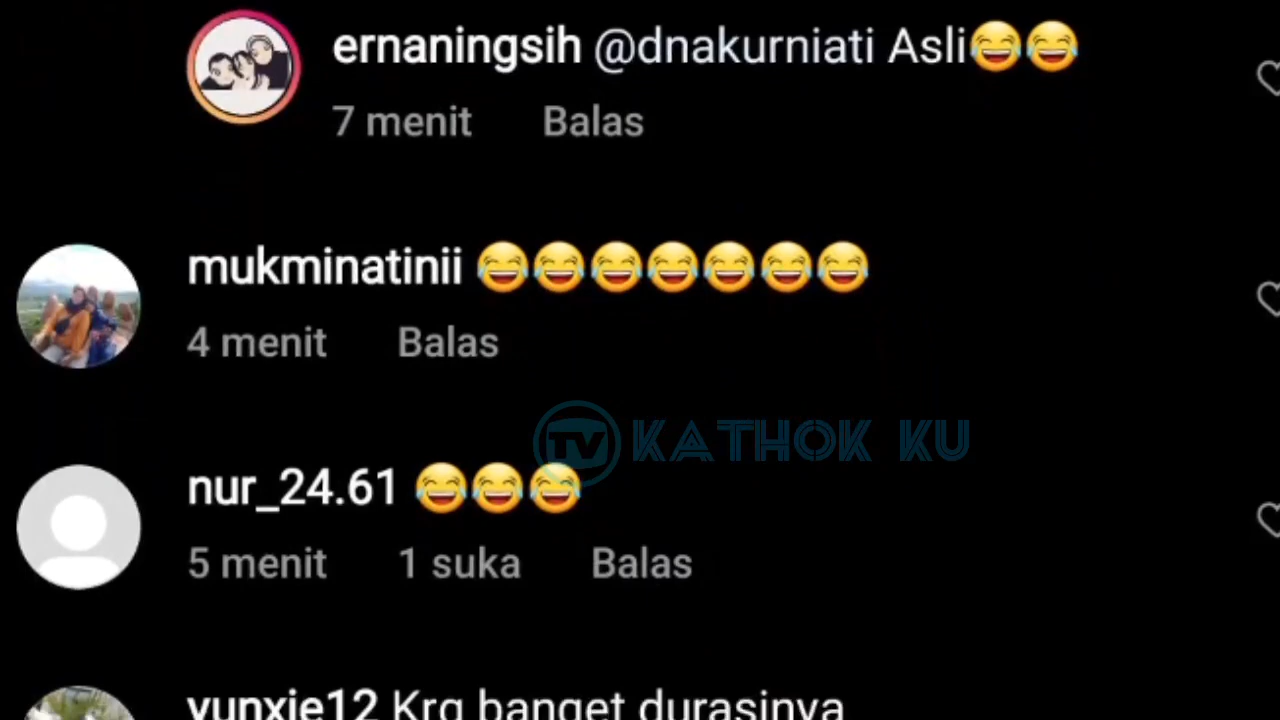 ernaningsih @dnakurniati Asli😂😂
7 menit Balas
mukminatinii 😂😂😂😂😂😂😂
4 menit Balas
TV KATHOK KU
nur_24.61 😂😂😂
5 menit 1 suka Balas
yunxie12 Krg banget durasinya